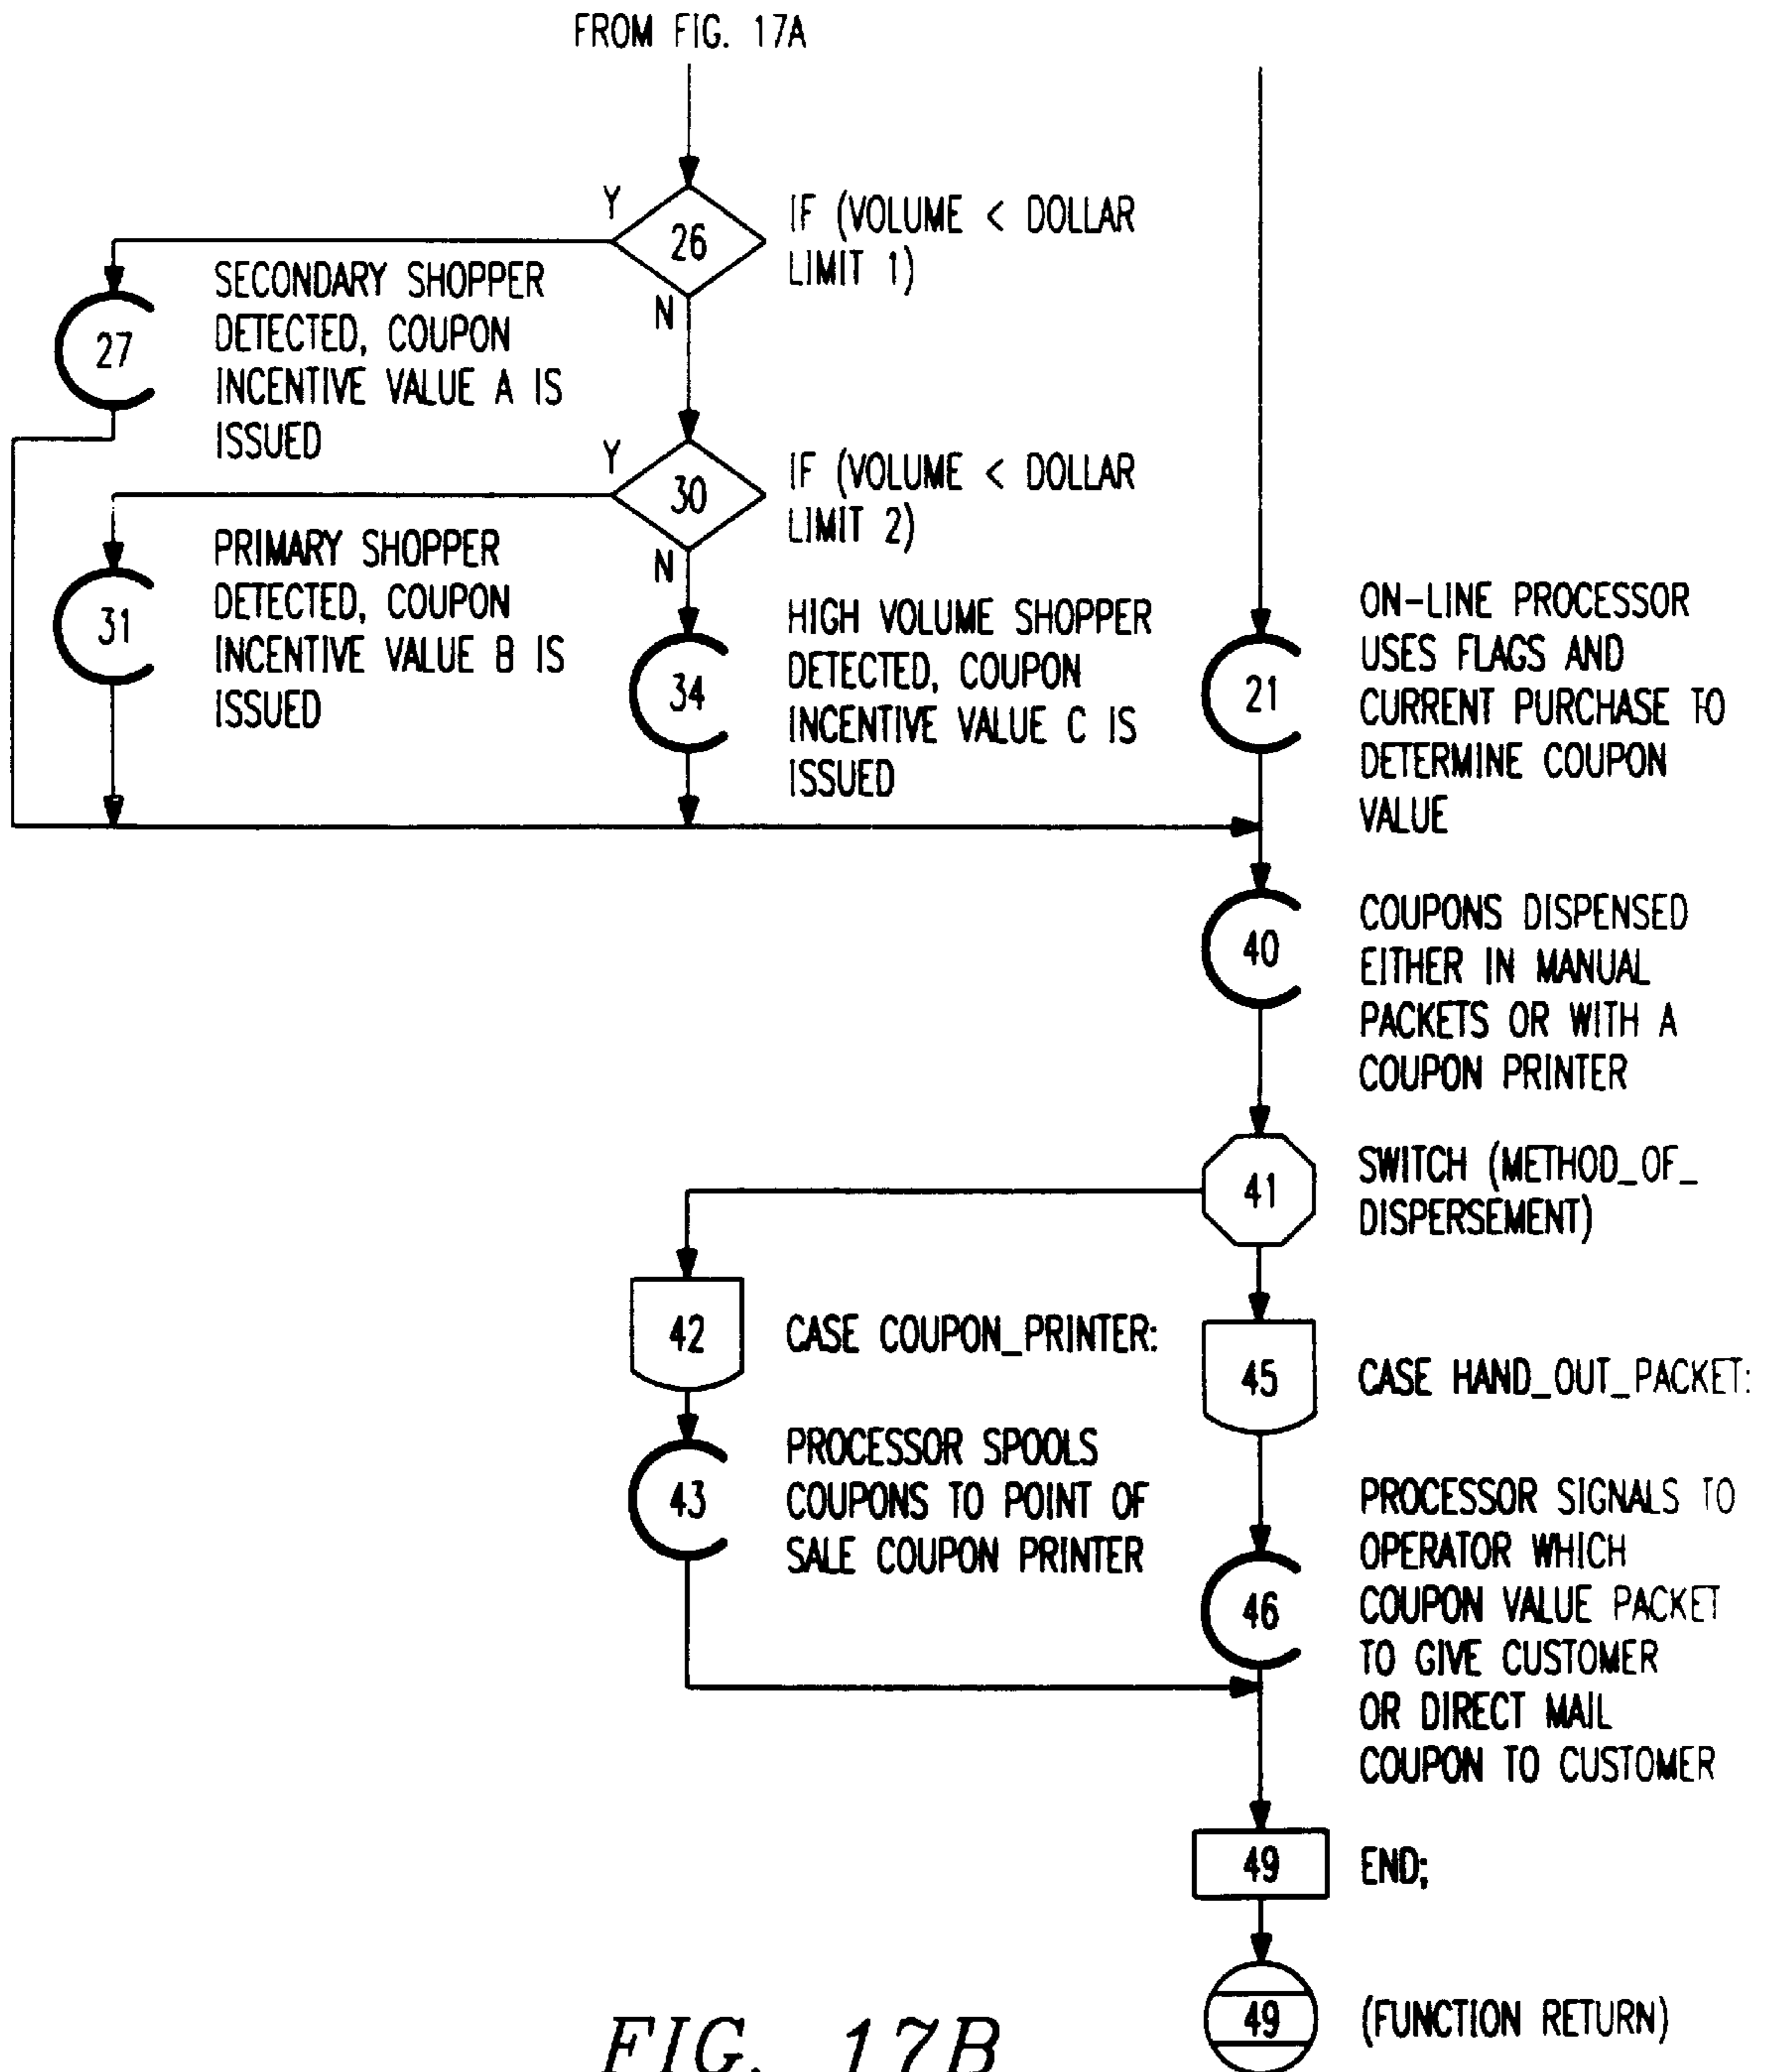 FROM FIG. 17A
Y
26
IF (VOLUME < DOLLAR
LIMIT 1)
N
27
SECONDARY SHOPPER
DETECTED, COUPON
INCENTIVE VALUE A IS
ISSUED
Y
30
IF (VOLUME < DOLLAR
LIMIT 2)
N
31
PRIMARY SHOPPER
DETECTED, COUPON
INCENTIVE VALUE B IS
ISSUED
34
HIGH VOLUME SHOPPER
DETECTED, COUPON
INCENTIVE VALUE C IS
ISSUED
21
ON-LINE PROCESSOR
USES FLAGS AND
CURRENT PURCHASE TO
DETERMINE COUPON
VALUE
40
COUPONS DISPENSED
EITHER IN MANUAL
PACKETS OR WITH A
COUPON PRINTER
41
SWITCH (METHOD_OF_
DISPERSEMENT)
42
CASE COUPON_PRINTER:
45
CASE HAND_OUT_PACKET:
43
PROCESSOR SPOOLS
COUPONS TO POINT OF
SALE COUPON PRINTER
46
PROCESSOR SIGNALS TO
OPERATOR WHICH
COUPON VALUE PACKET
TO GIVE CUSTOMER
OR DIRECT MAIL
COUPON TO CUSTOMER
49
END;
49
(FUNCTION RETURN)
FIG. 17B